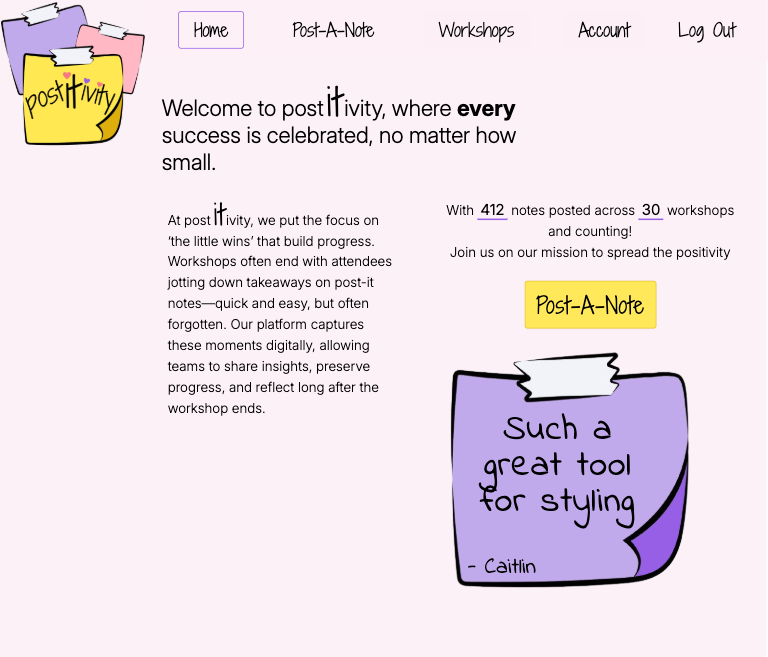 postitivity
Home
Post-A-Note
Workshops
Account
Log Out
Welcome to postitivity, where every
success is celebrated, no matter how
small.
At postitivity, we put the focus on
‘the little wins’ that build progress.
Workshops often end with attendees
jotting down takeaways on post-it
notes—quick and easy, but often
forgotten. Our platform captures
these moments digitally, allowing
teams to share insights, preserve
progress, and reflect long after the
workshop ends.
With 412 notes posted across 30 workshops
and counting!
Join us on our mission to spread the positivity
Post-A-Note
Such a
great tool
for styling
- Caitlin